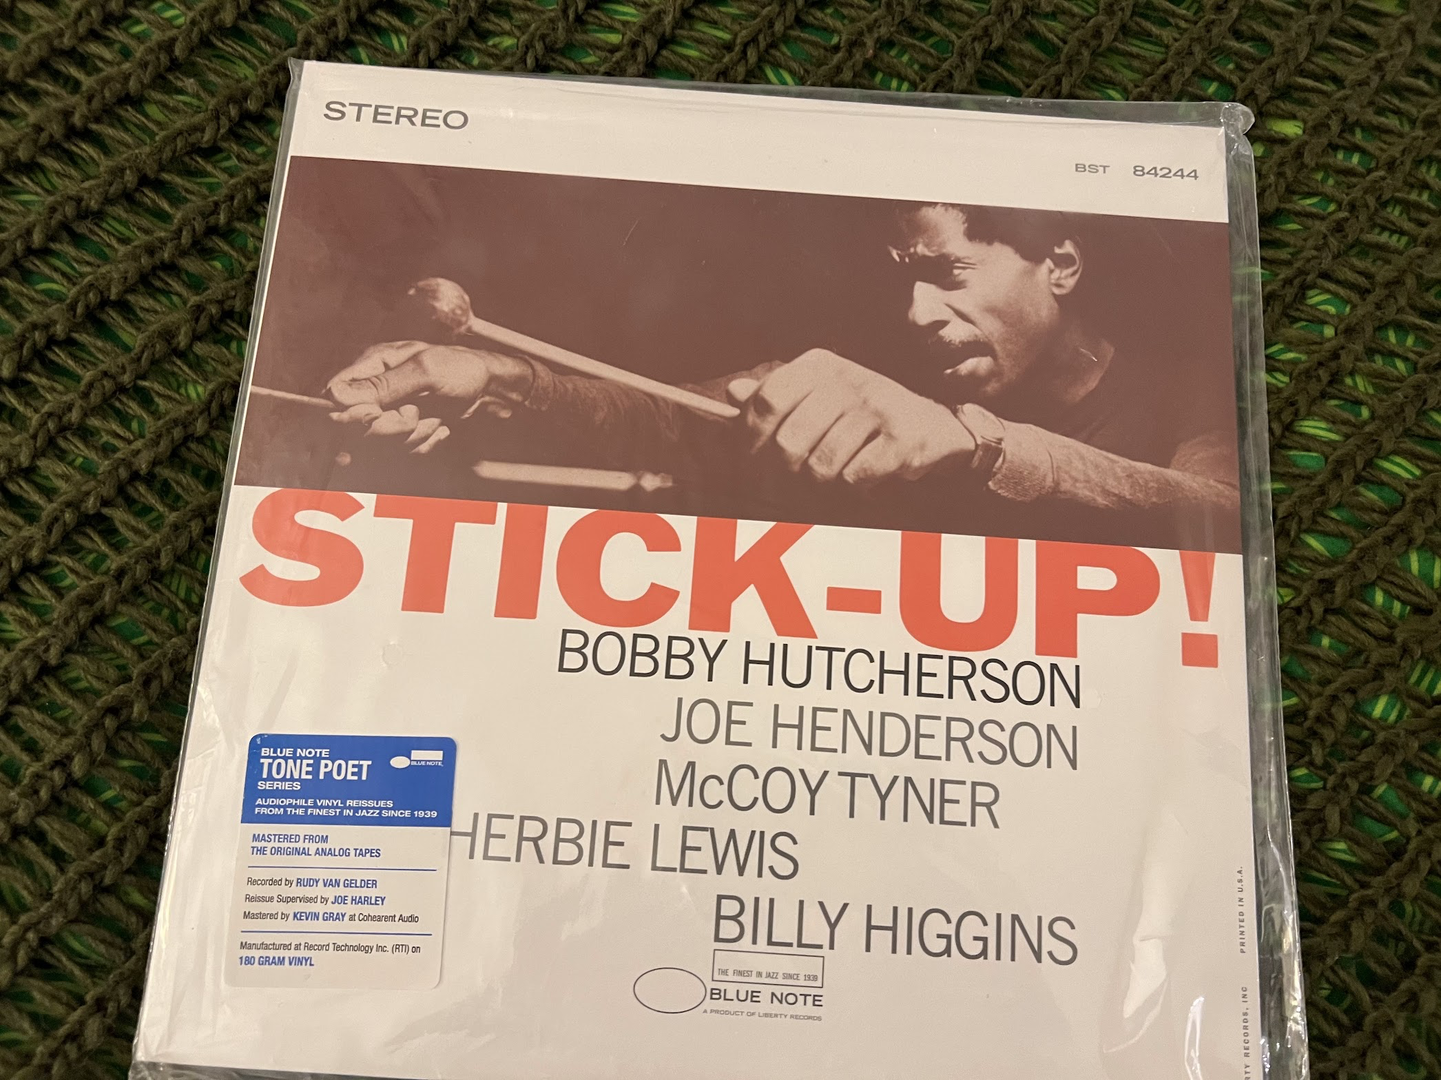 STEREO
BST 84244
STICK-UP!
BOBBY HUTCHERSON
JOE HENDERSON
McCOY TYNER
HERBIE LEWIS
BILLY HIGGINS
THE FINEST IN JAZZ SINCE 1939
BLUE NOTE
A PRODUCT OF LIBERTY RECORDS
BLUE NOTE
TONE POET
SERIES
BLUE NOTE
AUDIOPHILE VINYL REISSUES
FROM THE FINEST IN JAZZ SINCE 1939
MASTERED FROM
THE ORIGINAL ANALOG TAPES
Recorded by RUDY VAN GELDER
Reissue Supervised by JOE HARLEY
Mastered by KEVIN GRAY at Cohearent Audio
Manufactured at Record Technology Inc. (RTI) on
180 GRAM VINYL
RECORDS, INC PRINTED IN U.S.A.